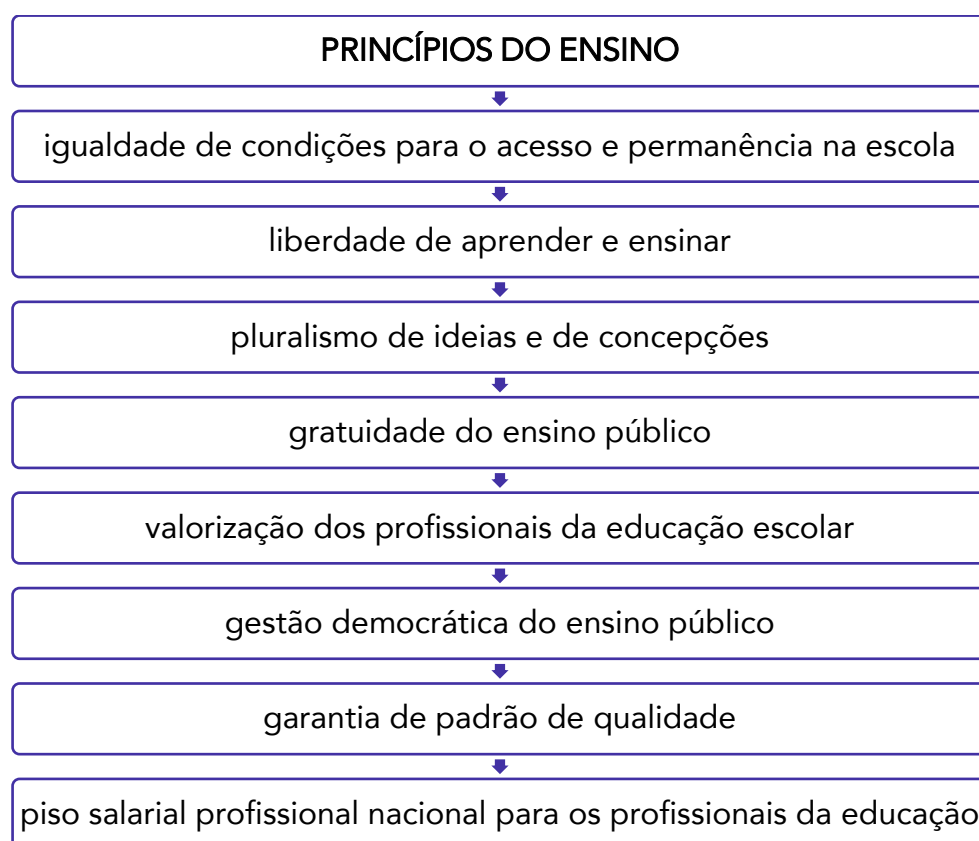 PRINCÍPIOS DO ENSINO
igualdade de condições para o acesso e permanência na escola
liberdade de aprender e ensinar
pluralismo de ideias e de concepções
gratuidade do ensino público
valorização dos profissionais da educação escolar
gestão democrática do ensino público
garantia de padrão de qualidade
piso salarial profissional nacional para os profissionais da educação